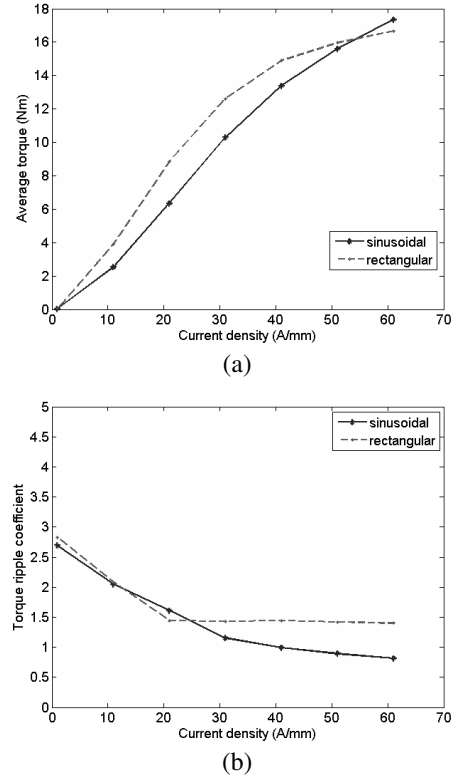 18
16
14
12
10
8
6
4
2
0
Average torque (Nm)
0 10 20 30 40 50 60 70
Current density (A/mm)
sinusoidal
rectangular
(a)
5
4.5
4
3.5
3
2.5
2
1.5
1
0.5
0
Torque ripple coefficient
0 10 20 30 40 50 60 70
Current density (A/mm)
sinusoidal
rectangular
(b)